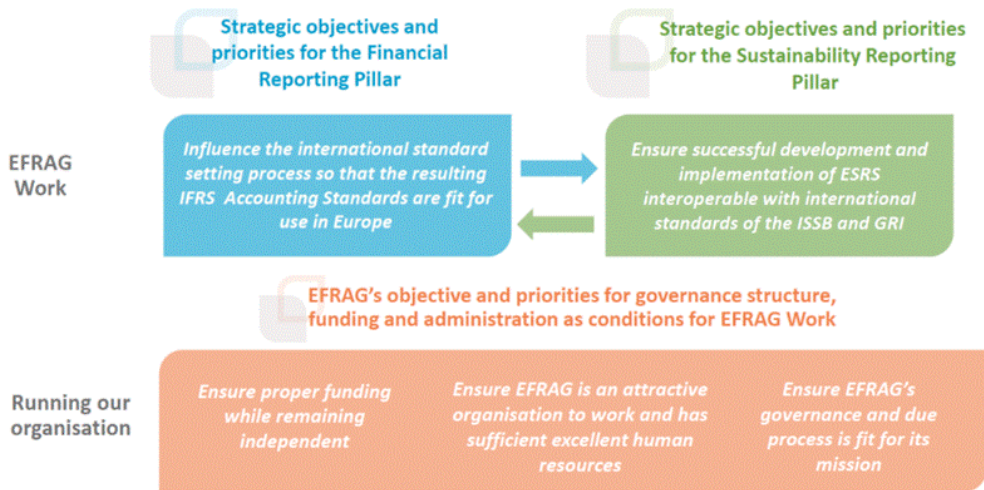 Strategic objectives and
priorities for the Financial
Reporting Pillar
Strategic objectives and priorities
for the Sustainability Reporting
Pillar
EFRAG
Work
Influence the international standard
setting process so that the resulting
IFRS Accounting Standards are fit for
use in Europe
Ensure successful development and
implementation of ESRS
interoperable with international
standards of the ISSB and GRI
EFRAG's objective and priorities for governance structure,
funding and administration as conditions for EFRAG Work
Running our
organisation
Ensure proper funding
while remaining
independent
Ensure EFRAG is an attractive
organisation to work and has
sufficient excellent human
resources
Ensure EFRAG's
governance and due
process is fit for its
mission